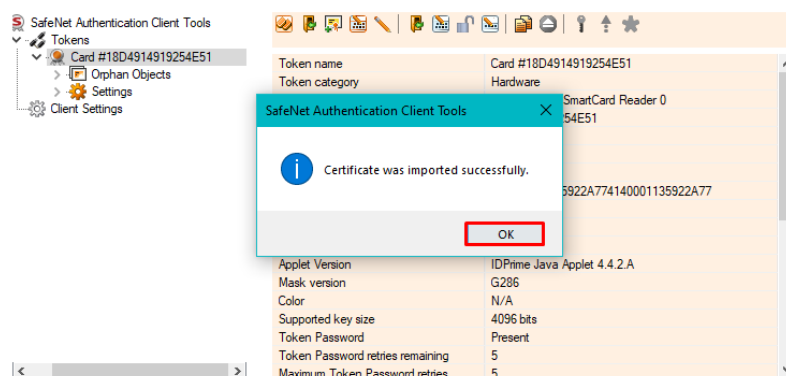 SafeNet Authentication Client Tools
Tokens
Card #18D4914919254E51
Orphan Objects
Settings
Client Settings
Token name Card #18D4914919254E51
Token category Hardware
SmartCard Reader 0
SafeNet Authentication Client Tools
254E51
Certificate was imported successfully.
5922A774140001135922A77
OK
Applet Version IDPrime Java Applet 4.4.2.A
Mask version G286
Color N/A
Supported key size 4096 bits
Token Password Present
Token Password retries remaining 5
Maximum Token Password retries 5